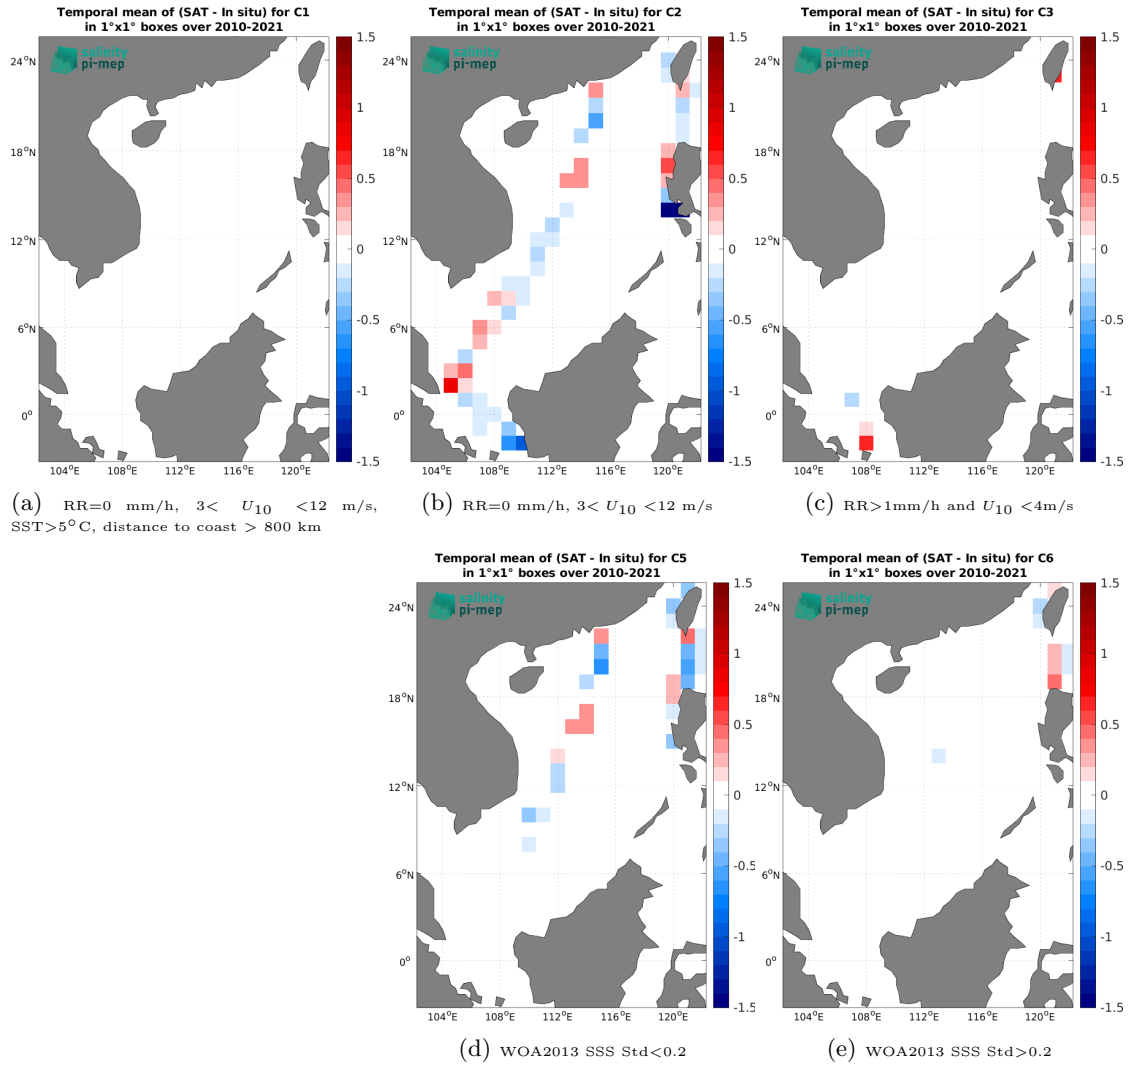 Temporal mean of (SAT - In situ) for C1
in 1°x1° boxes over 2010-2021
salinity
pi-mep
24°N
18°N
12°N
6°N
0°
104°E 108°E 112°E 116°E 120°E
1.5
1
0.5
0
-0.5
-1
-1.5
(a) RR=0 mm/h, 3< U10 <12 m/s,
SST>5°C, distance to coast > 800 km
Temporal mean of (SAT - In situ) for C2
in 1°x1° boxes over 2010-2021
salinity
pi-mep
24°N
18°N
12°N
6°N
0°
104°E 108°E 112°E 116°E 120°E
1.5
1
0.5
0
-0.5
-1
-1.5
(b) RR=0 mm/h, 3< U10 <12 m/s
Temporal mean of (SAT - In situ) for C3
in 1°x1° boxes over 2010-2021
salinity
pi-mep
24°N
18°N
12°N
6°N
0°
104°E 108°E 112°E 116°E 120°E
1.5
1
0.5
0
-0.5
-1
-1.5
(c) RR>1mm/h and U10 <4m/s
Temporal mean of (SAT - In situ) for C5
in 1°x1° boxes over 2010-2021
salinity
pi-mep
24°N
18°N
12°N
6°N
0°
104°E 108°E 112°E 116°E 120°E
1.5
1
0.5
0
-0.5
-1
-1.5
(d) WOA2013 SSS Std<0.2
Temporal mean of (SAT - In situ) for C6
in 1°x1° boxes over 2010-2021
salinity
pi-mep
24°N
18°N
12°N
6°N
0°
104°E 108°E 112°E 116°E 120°E
1.5
1
0.5
0
-0.5
-1
-1.5
(e) WOA2013 SSS Std>0.2